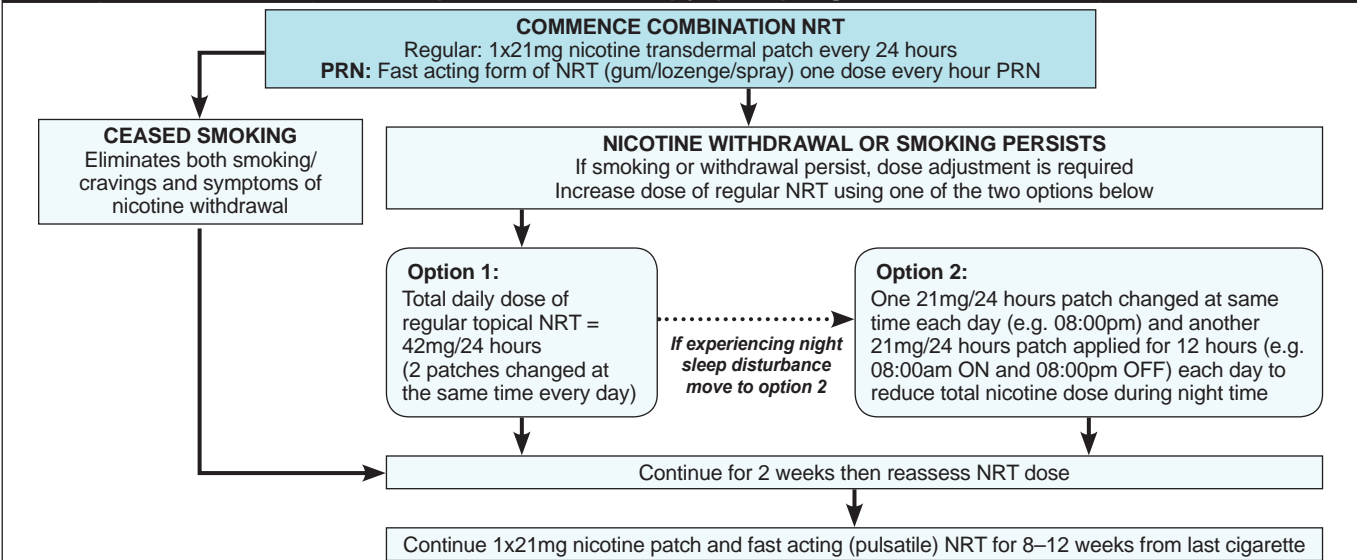 COMMENCE COMBINATION NRT
Regular: 1x21mg nicotine transdermal patch every 24 hours
PRN: Fast acting form of NRT (gum/lozenge/spray) one dose every hour PRN
CEASED SMOKING
Eliminates both smoking/
cravings and symptoms of
nicotine withdrawal
NICOTINE WITHDRAWAL OR SMOKING PERSISTS
If smoking or withdrawal persist, dose adjustment is required
Increase dose of regular NRT using one of the two options below
Option 1:
Total daily dose of
regular topical NRT =
42mg/24 hours
(2 patches changed at
the same time every day)
If experiencing night
sleep disturbance
move to option 2
Option 2:
One 21mg/24 hours patch changed at same
time each day (e.g. 08:00pm) and another
21mg/24 hours patch applied for 12 hours (e.g.
08:00am ON and 08:00pm OFF) each day to
reduce total nicotine dose during night time
Continue for 2 weeks then reassess NRT dose
Continue 1x21mg nicotine patch and fast acting (pulsatile) NRT for 8–12 weeks from last cigarette